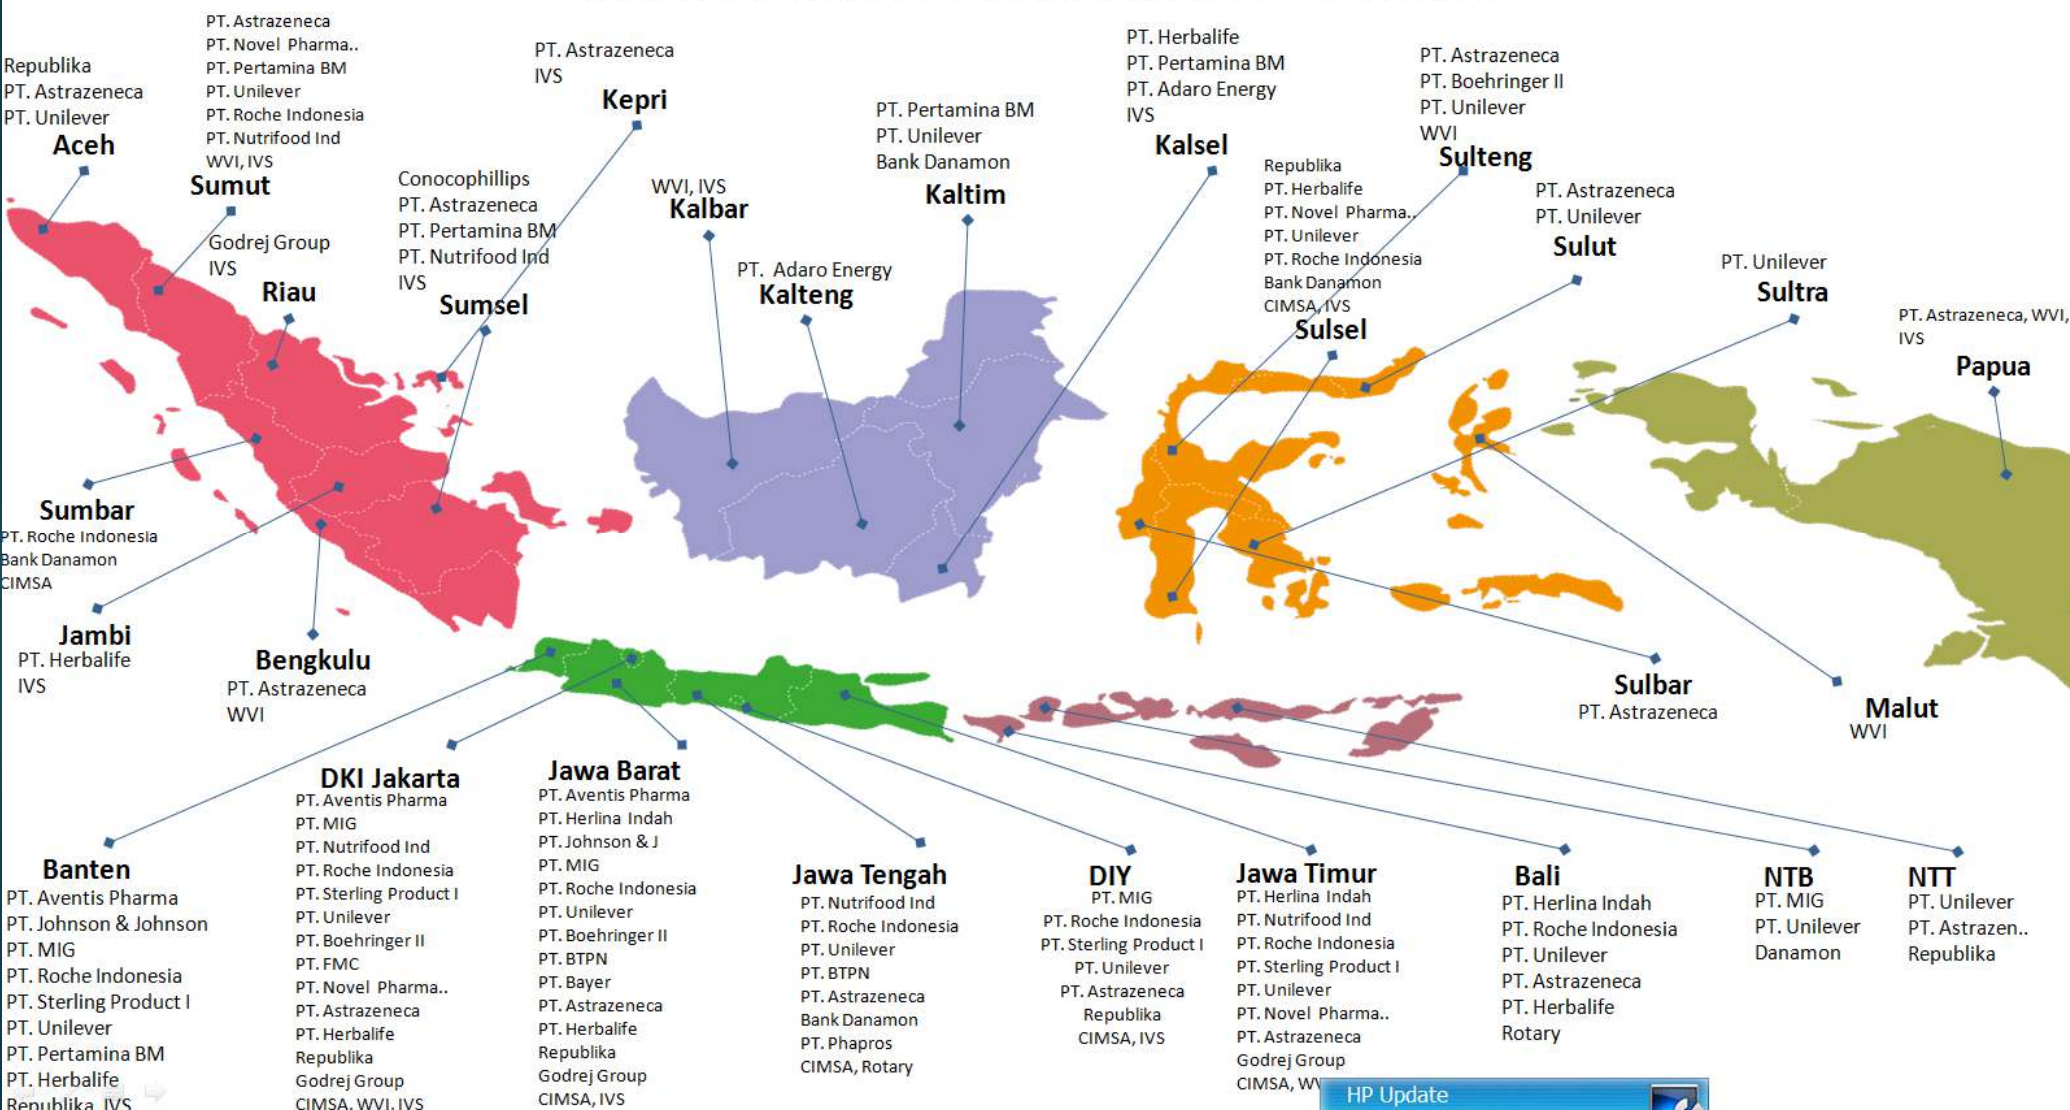 Republika
PT. Astrazeneca
PT. Unilever
Aceh
PT. Astrazeneca
PT. Novel Pharma..
PT. Pertamina BM
PT. Unilever
PT. Roche Indonesia
PT. Nutrifood Ind
WVI, IVS
Sumut
Godrej Group
IVS
Riau
Conocophillips
PT. Astrazeneca
PT. Pertamina BM
PT. Nutrifood Ind
IVS
Sumsel
PT. Astrazeneca
IVS
Kepri
WVI, IVS
Kalbar
PT. Adaro Energy
Kalteng
PT. Pertamina BM
PT. Unilever
Bank Danamon
Kaltim
PT. Herbalife
PT. Pertamina BM
PT. Adaro Energy
IVS
Kalsel
Republika
PT. Herbalife
PT. Novel Pharma..
PT. Unilever
PT. Roche Indonesia
Bank Danamon
CIMSA, IVS
Sulsel
PT. Astrazeneca
PT. Boehringer II
PT. Unilever
WVI
Sulteng
PT. Astrazeneca
PT. Unilever
Sulut
PT. Unilever
Sultra
PT. Astrazeneca, WVI,
IVS
Papua
Sumbar
PT. Roche Indonesia
Bank Danamon
CIMSA
Jambi
PT. Herbalife
IVS
Bengkulu
PT. Astrazeneca
WVI
Sulbar
PT. Astrazeneca
Malut
WVI
Banten
PT. Aventis Pharma
PT. Johnson & Johnson
PT. MIG
PT. Roche Indonesia
PT. Sterling Product I
PT. Unilever
PT. Pertamina BM
PT. Herbalife
Republika, IVS
DKI Jakarta
PT. Aventis Pharma
PT. MIG
PT. Nutrifood Ind
PT. Roche Indonesia
PT. Sterling Product I
PT. Unilever
PT. Boehringer II
PT. FMC
PT. Novel Pharma..
PT. Astrazeneca
PT. Herbalife
Republika
Godrej Group
CIMSA, WVI, IVS
Jawa Barat
PT. Aventis Pharma
PT. Herlina Indah
PT. Johnson & J
PT. MIG
PT. Roche Indonesia
PT. Unilever
PT. Boehringer II
PT. BTPN
PT. Bayer
PT. Astrazeneca
PT. Herbalife
Republika
Godrej Group
CIMSA, IVS
Jawa Tengah
PT. Nutrifood Ind
PT. Roche Indonesia
PT. Unilever
PT. BTPN
PT. Astrazeneca
Bank Danamon
PT. Phapros
CIMSA, Rotary
DIY
PT. MIG
PT. Roche Indonesia
PT. Sterling Product I
PT. Unilever
PT. Astrazeneca
Republika
CIMSA, IVS
Jawa Timur
PT. Herlina Indah
PT. Nutrifood Ind
PT. Roche Indonesia
PT. Sterling Product I
PT. Unilever
PT. Novel Pharma..
PT. Astrazeneca
Godrej Group
CIMSA,
Bali
PT. Herlina Indah
PT. Roche Indonesia
PT. Unilever
PT. Astrazeneca
PT. Herbalife
Rotary
NTB
PT. MIG
PT. Unilever
Danamon
NTT
PT. Unilever
PT. Astrazen..
Republika
HP Update